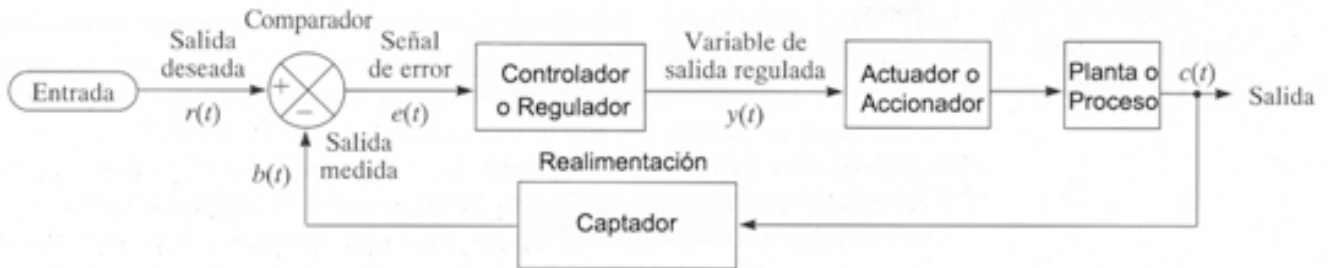 Comparador
Entrada
Salida
deseada
r(t)
+
−
Señal
de error
e(t)
Controlador
o Regulador
Variable de
salida regulada
y(t)
Actuador o
Accionador
Planta o
Proceso
c(t)
Salida
Salida
medida
b(t)
Realimentación
Captador